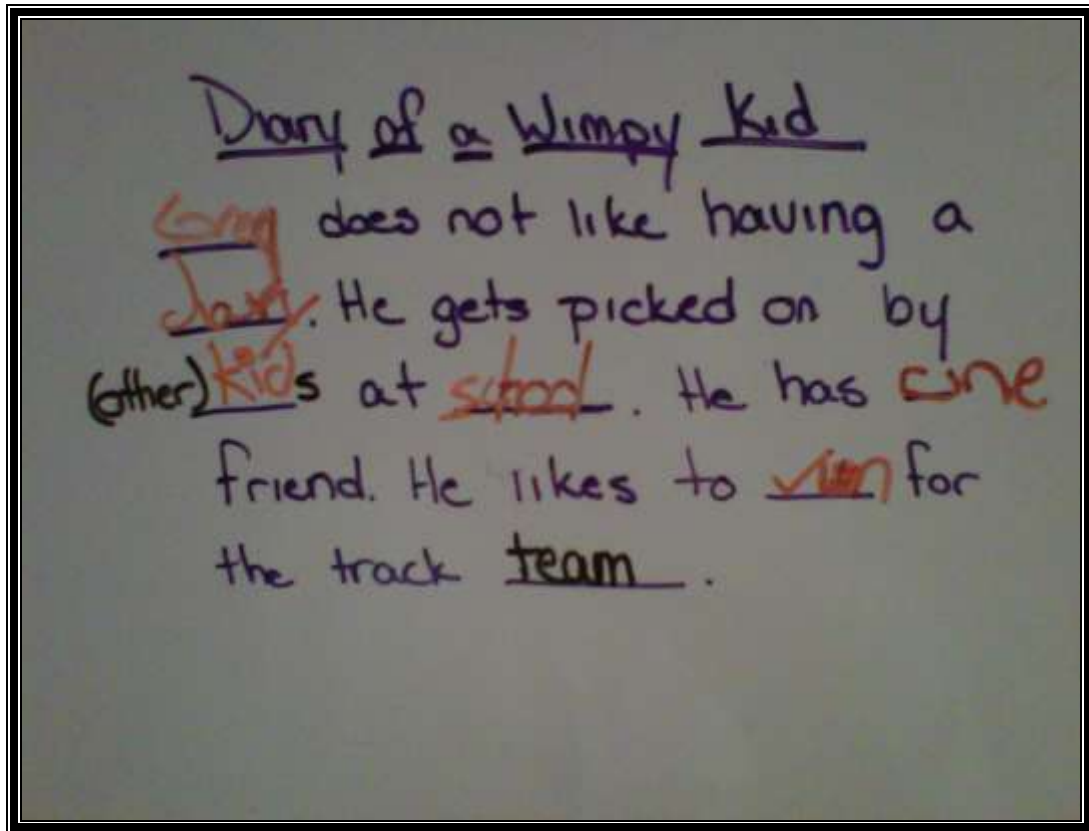 Diary of a Wimpy Kid
Greg does not like having a
diary. He gets picked on by
(other) kids at school. He has one
friend. He likes to run for
the track team.